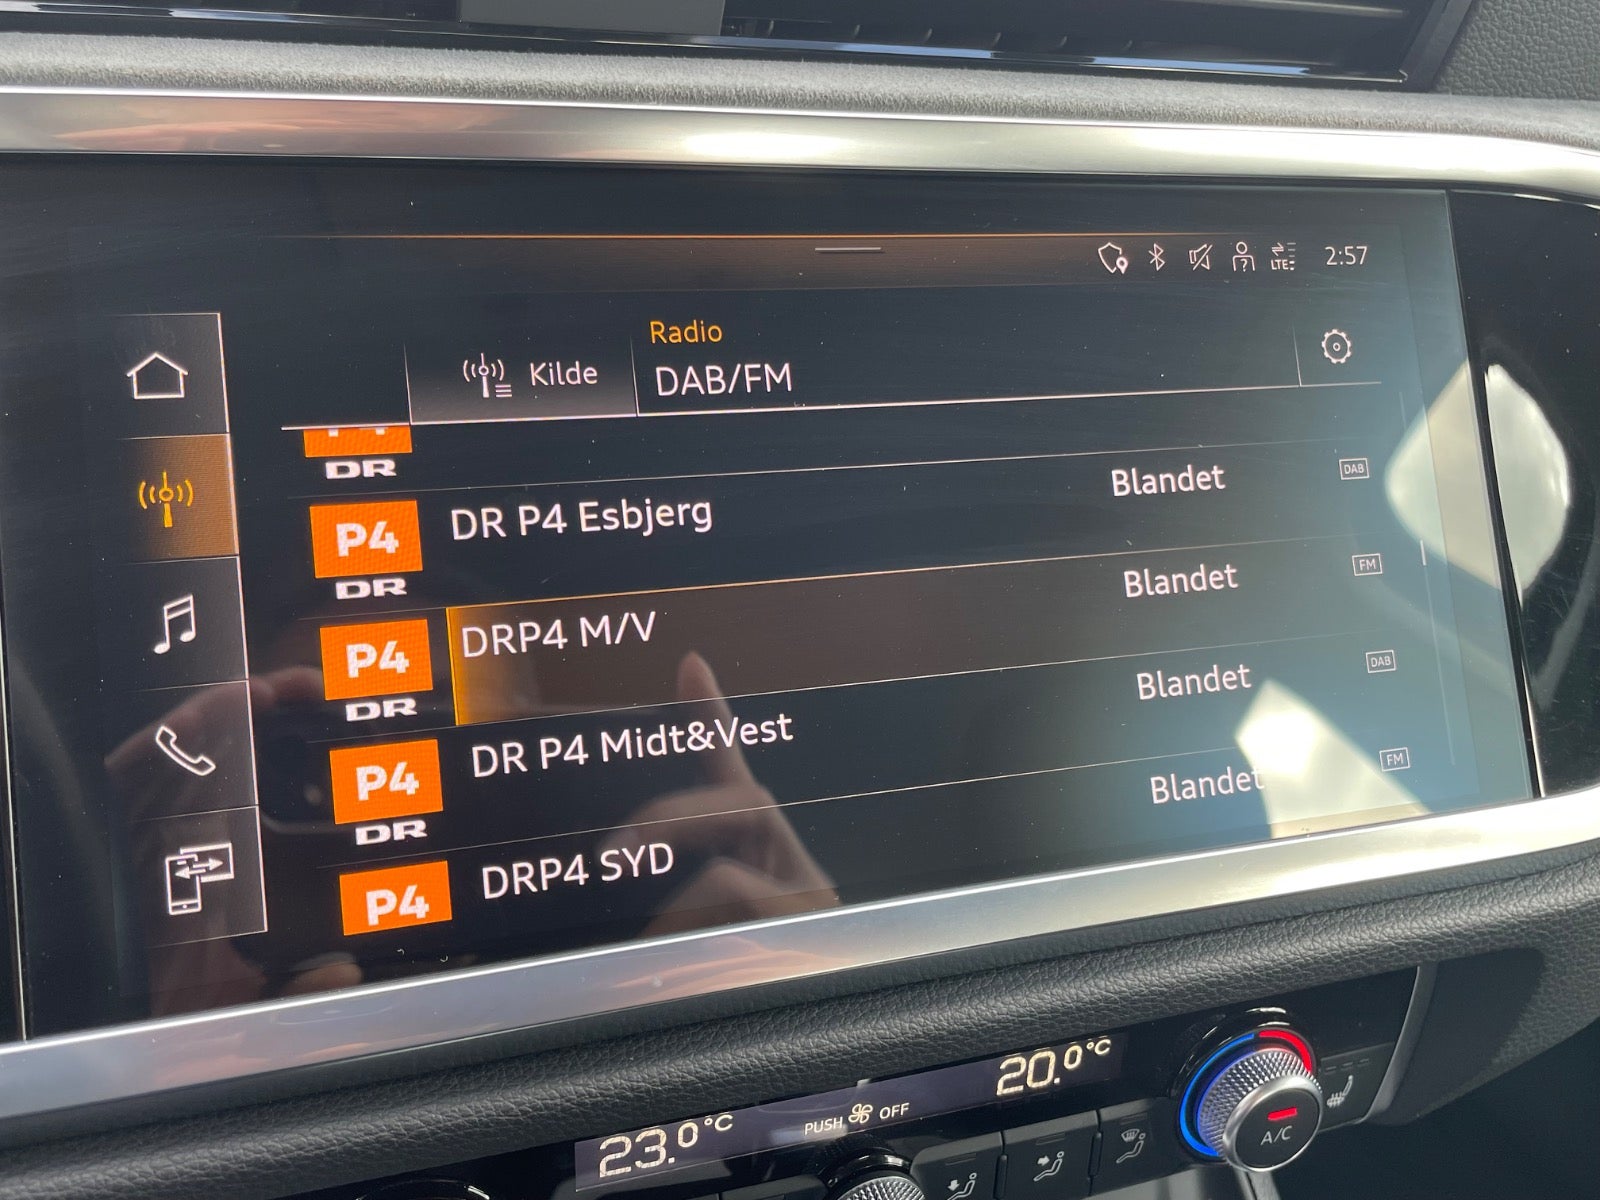 LTE
2:57
Radio
Kilde
DAB/FM
DR
DR P4 Esbjerg
Blandet
DAB
P4
DR
DRP4 M/V
Blandet
FM
P4
DR
DR P4 Midt&Vest
Blandet
DAB
P4
DR
DRP4 SYD
Blandet
FM
P4
23.0°C
PUSH OFF
20.0°C
A/C